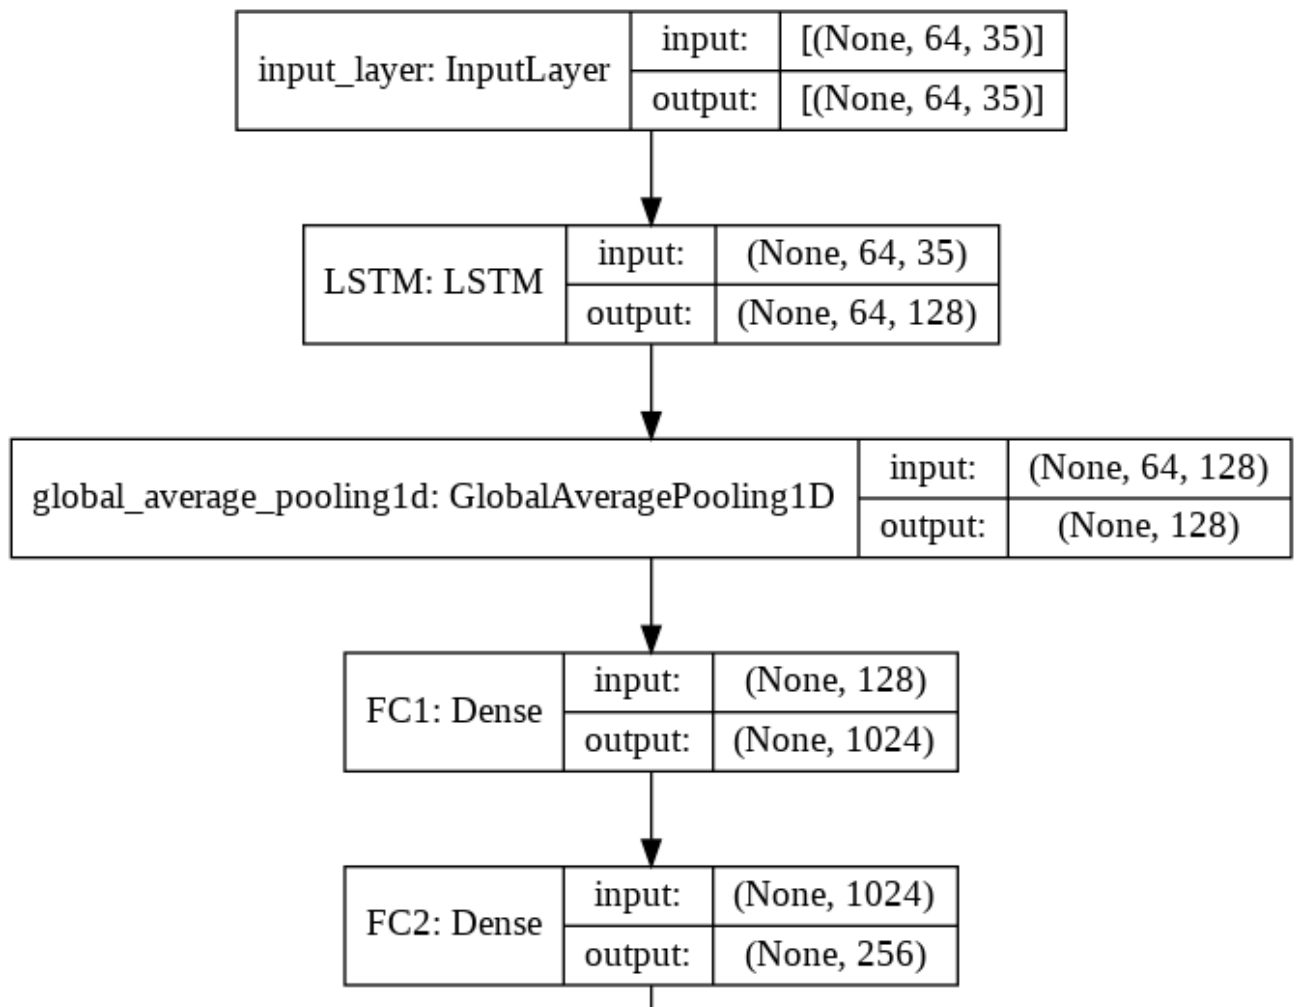 input_layer: InputLayer
input: [(None, 64, 35)]
output: [(None, 64, 35)]
LSTM: LSTM
input: (None, 64, 35)
output: (None, 64, 128)
global_average_pooling1d: GlobalAveragePooling1D
input: (None, 64, 128)
output: (None, 128)
FC1: Dense
input: (None, 128)
output: (None, 1024)
FC2: Dense
input: (None, 1024)
output: (None, 256)